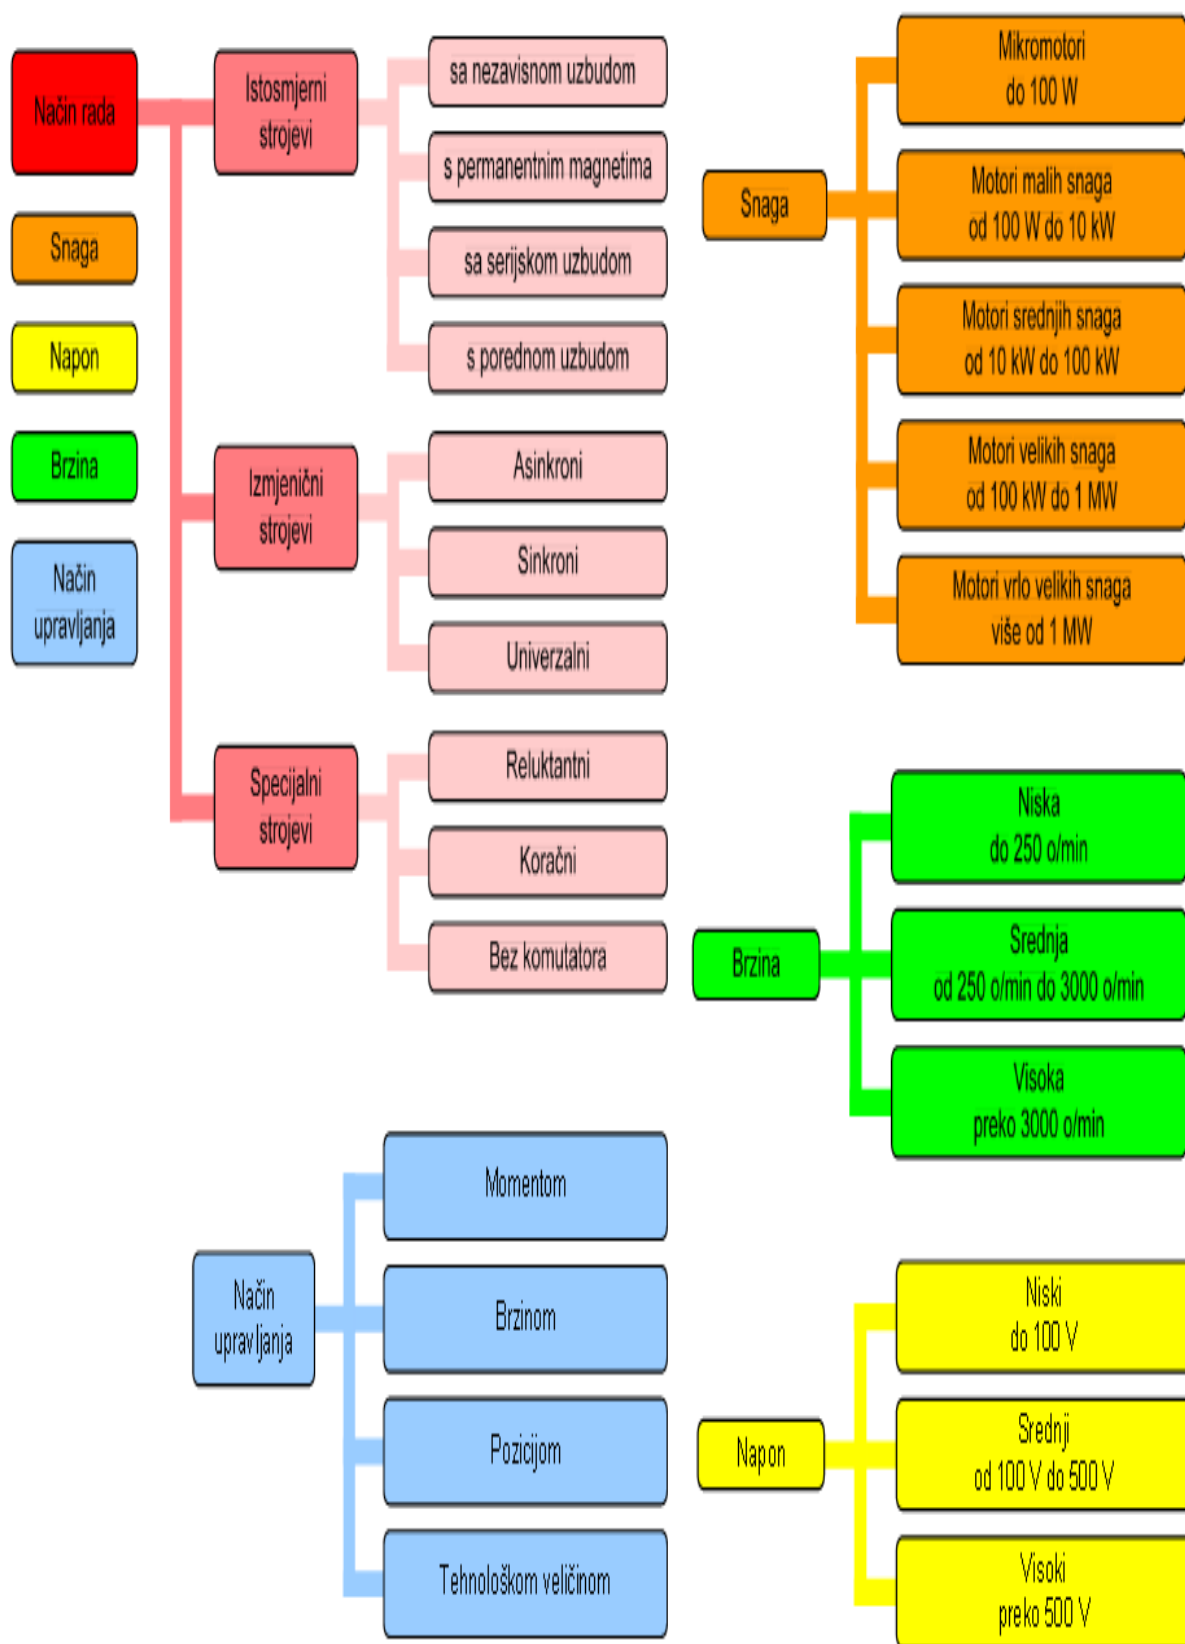 Način rada
Snaga
Napon
Brzina
Način
upravljanja
Istosmjerni
strojevi
sa nezavisnom uzbudom
s permanentnim magnetima
sa serijskom uzbudom
s porednom uzbudom
Izmjenični
strojevi
Asinkroni
Sinkroni
Univerzalni
Specijalni
strojevi
Reluktantni
Koračni
Bez komutatora
Snaga
Mikromotori
do 100 W
Motori malih snaga
od 100 W do 10 kW
Motori srednjih snaga
od 10 kW do 100 kW
Motori velikih snaga
od 100 kW do 1 MW
Motori vrlo velikih snaga
više od 1 MW
Brzina
Niska
do 250 o/min
Srednja
od 250 o/min do 3000 o/min
Visoka
preko 3000 o/min
Način
upravljanja
Momentom
Brzinom
Pozicijom
Tehnološkom veličinom
Napon
Niski
do 100 V
Srednji
od 100 V do 500 V
Visoki
preko 500 V